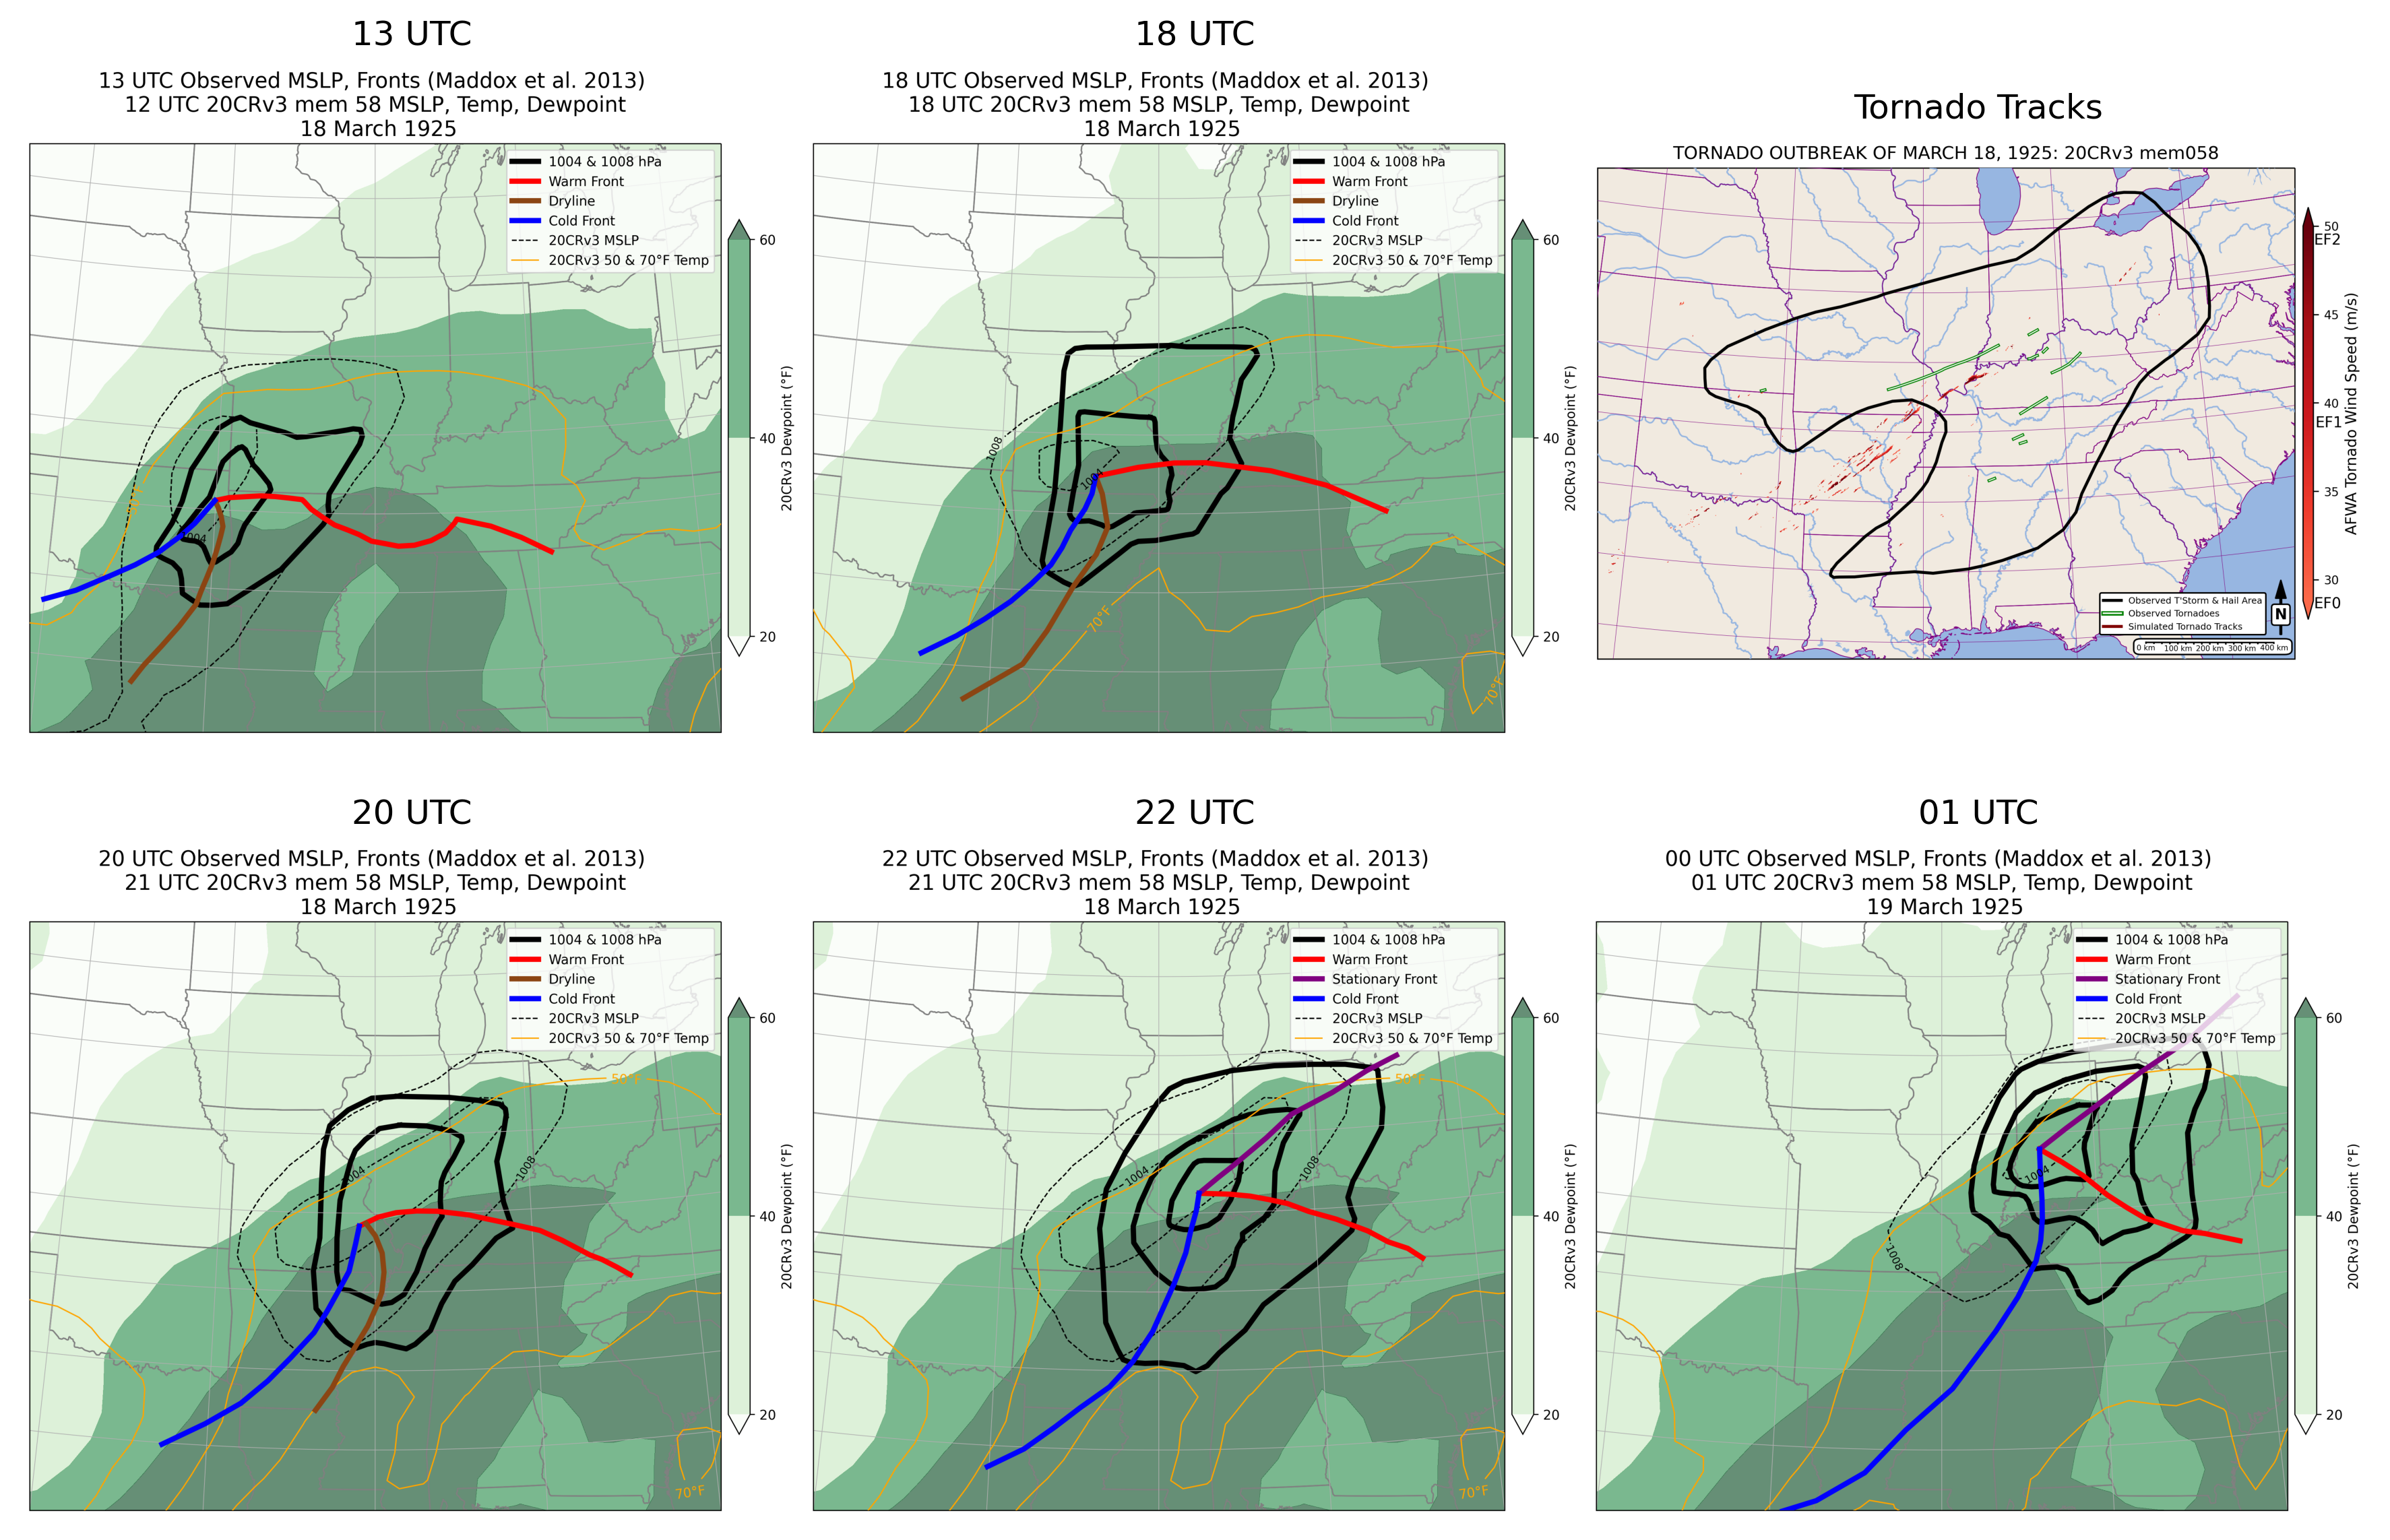 13 UTC
13 UTC Observed MSLP, Fronts (Maddox et al. 2013)
12 UTC 20CRv3 mem 58 MSLP, Temp, Dewpoint
18 March 1925
1004 & 1008 hPa
Warm Front
Dryline
Cold Front
20CRv3 MSLP
20CRv3 50 & 70°F Temp
60
40
20
20CRv3 Dewpoint (°F)
18 UTC
18 UTC Observed MSLP, Fronts (Maddox et al. 2013)
18 UTC 20CRv3 mem 58 MSLP, Temp, Dewpoint
18 March 1925
1004 & 1008 hPa
Warm Front
Dryline
Cold Front
20CRv3 MSLP
20CRv3 50 & 70°F Temp
1008
70°F
70°F
60
40
20
20CRv3 Dewpoint (°F)
Tornado Tracks
TORNADO OUTBREAK OF MARCH 18, 1925: 20CRv3 mem058
Observed T'Storm & Hail Area
Observed Tornadoes
Simulated Tornado Tracks
N
0 km 100 km 200 km 300 km 400 km
50
EF2
45
40
EF1
35
30
EF0
AFWA Tornado Wind Speed (m/s)
20 UTC
20 UTC Observed MSLP, Fronts (Maddox et al. 2013)
21 UTC 20CRv3 mem 58 MSLP, Temp, Dewpoint
18 March 1925
1004 & 1008 hPa
Warm Front
Dryline
Cold Front
20CRv3 MSLP
20CRv3 50 & 70°F Temp
50°F
1004
1008
70°F
60
40
20
20CRv3 Dewpoint (°F)
22 UTC
22 UTC Observed MSLP, Fronts (Maddox et al. 2013)
21 UTC 20CRv3 mem 58 MSLP, Temp, Dewpoint
18 March 1925
1004 & 1008 hPa
Warm Front
Stationary Front
Cold Front
20CRv3 MSLP
20CRv3 50 & 70°F Temp
50°F
1004
1008
70°F
60
40
20
20CRv3 Dewpoint (°F)
01 UTC
00 UTC Observed MSLP, Fronts (Maddox et al. 2013)
01 UTC 20CRv3 mem 58 MSLP, Temp, Dewpoint
19 March 1925
1004 & 1008 hPa
Warm Front
Stationary Front
Cold Front
20CRv3 MSLP
20CRv3 50 & 70°F Temp
1004
1008
60
40
20
20CRv3 Dewpoint (°F)